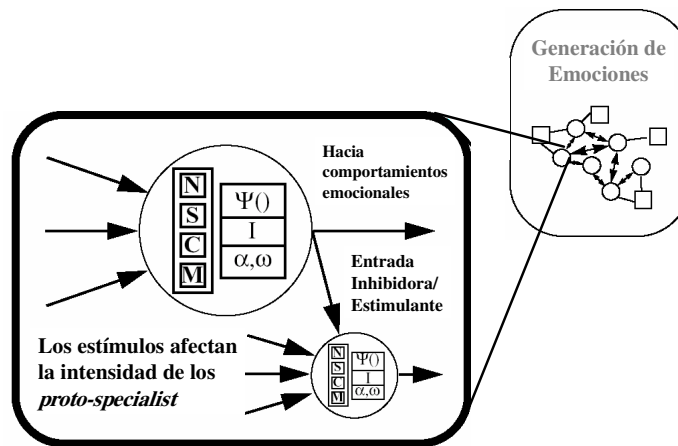 Generación de
Emociones
Hacia
comportamientos
emocionales
N
S
C
M
Ψ()
I
α,ω
Entrada
Inhibidora/
Estimulante
Los estímulos afectan
la intensidad de los
proto-specialist
N
S
C
M
Ψ()
I
α,ω